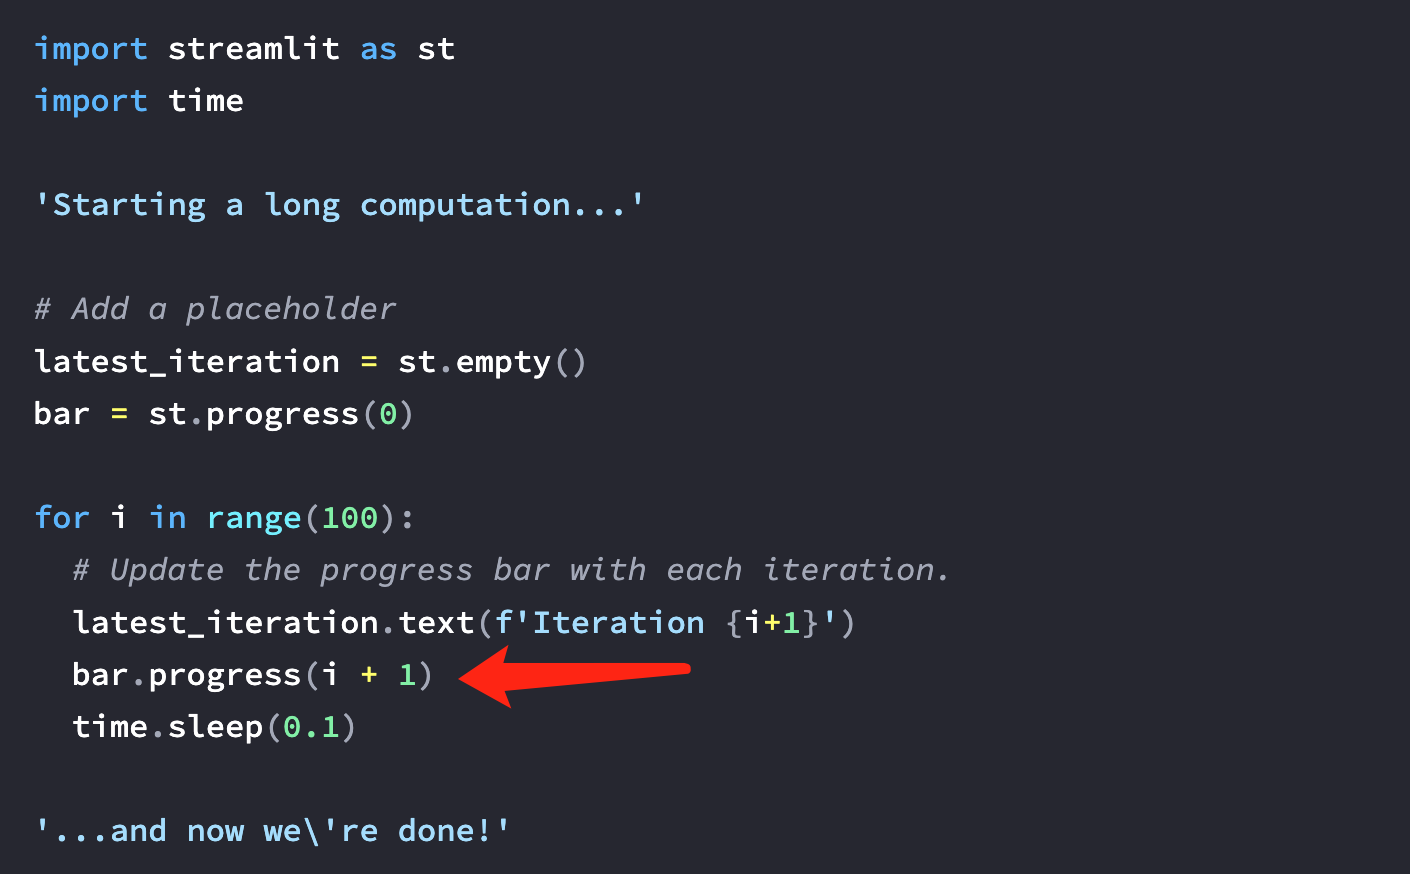 import streamlit as st
import time
'Starting a long computation...'
# Add a placeholder
latest_iteration = st.empty()
bar = st.progress(0)
for i in range(100):
  # Update the progress bar with each iteration.
  latest_iteration.text(f'Iteration {i+1}')
  bar.progress(i + 1)
  time.sleep(0.1)
'...and now we\'re done!'